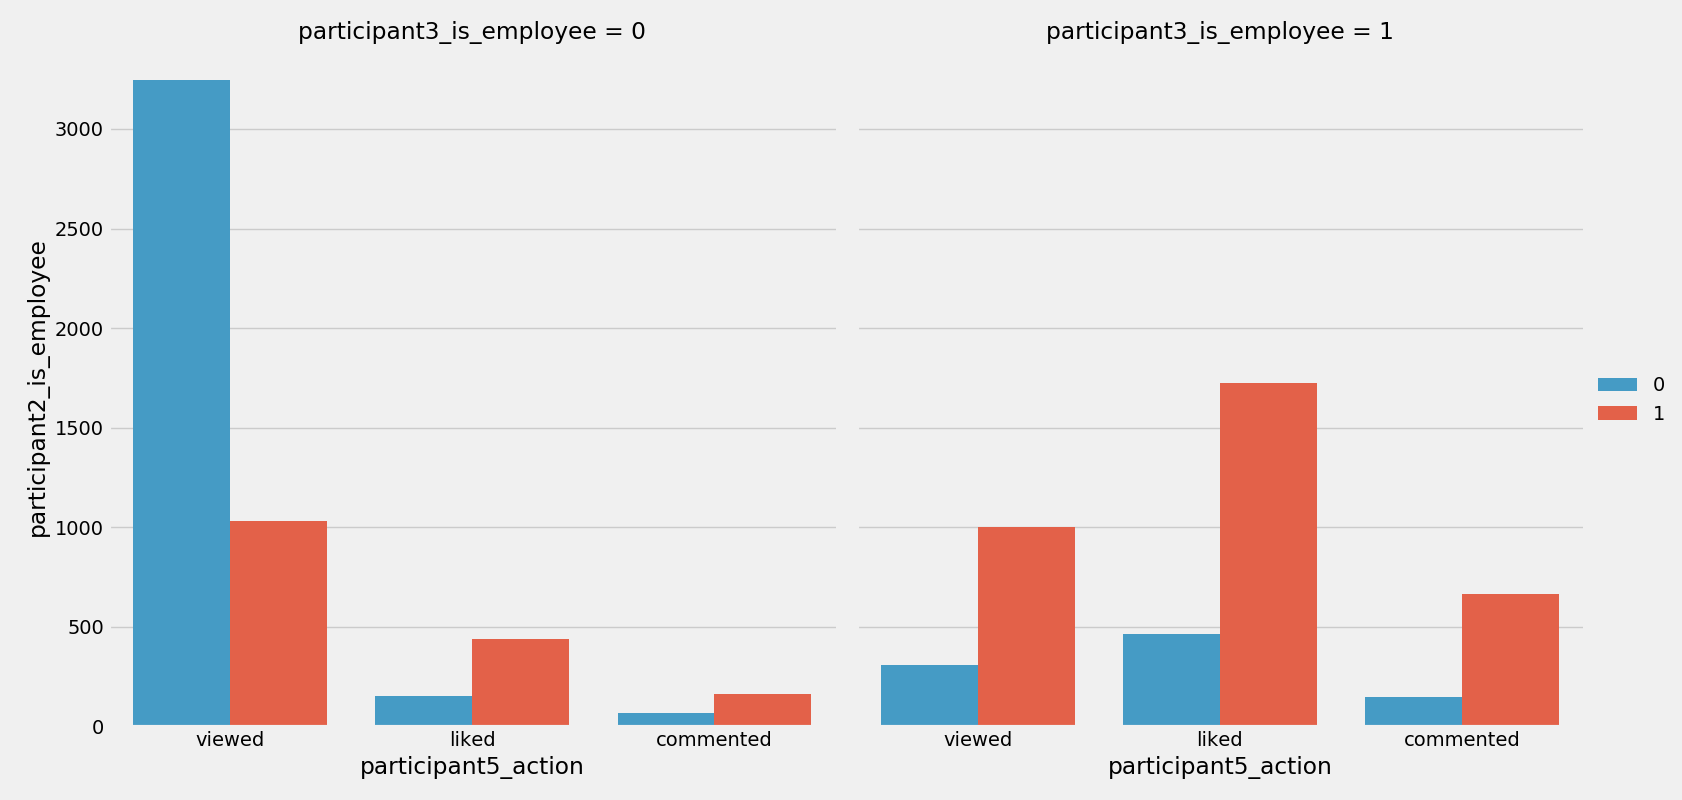 participant3_is_employee = 0
participant3_is_employee = 1
participant2_is_employee
3000
2500
2000
1500
1000
500
0
viewed
liked
commented
viewed
liked
commented
participant5_action
participant5_action
0
1